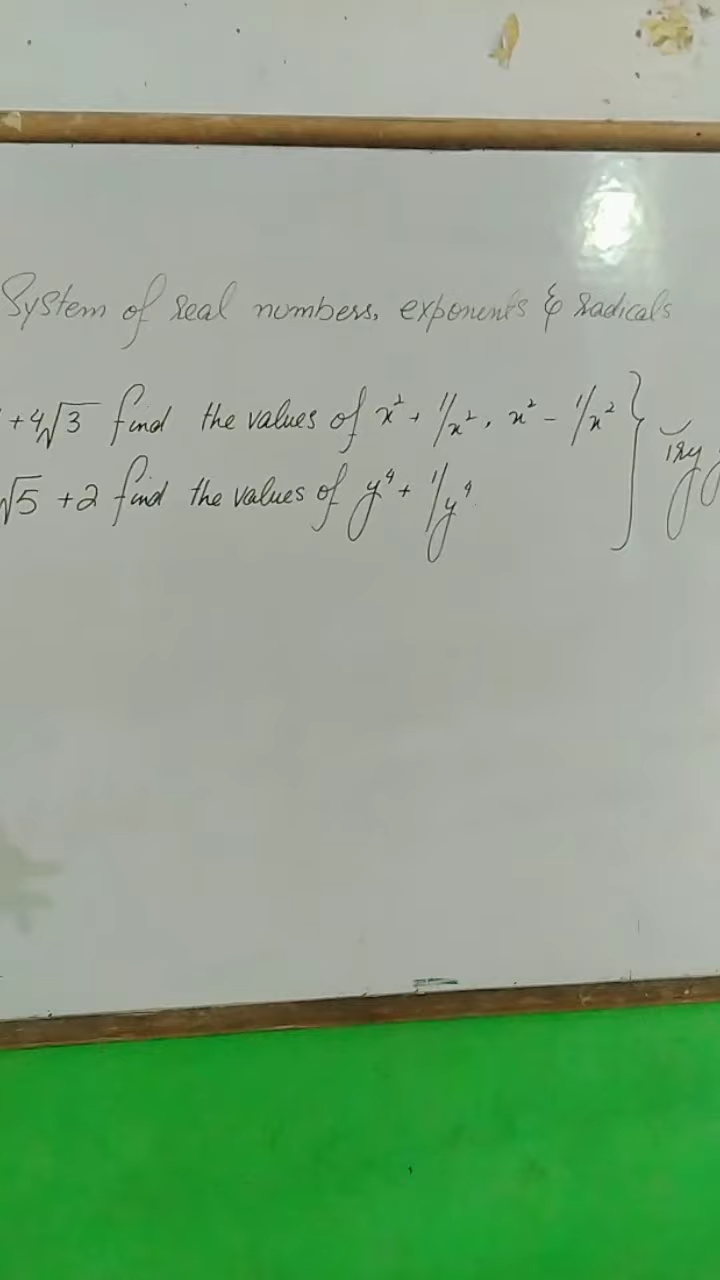 System of real numbers, exponents & radicals
+4√3 find the values of x² + 1/x², x² - 1/x²
√5 + 2 find the values of y⁴ + 1/y⁴